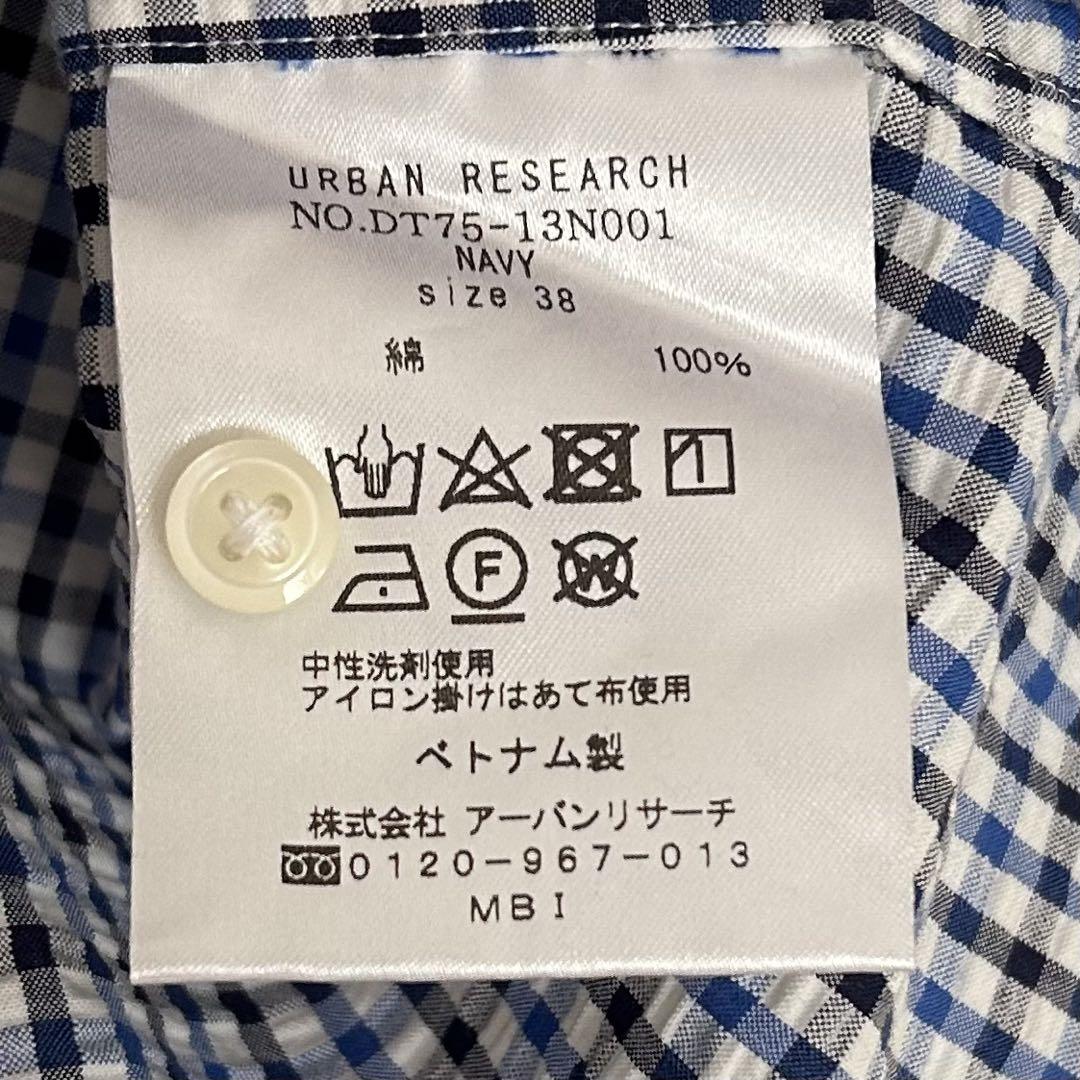 URBAN RESEARCH
NO.DT75-13N001
NAVY
size 38
綿 100%
F W
中性洗剤使用
アイロン掛けはあて布使用
ベトナム製
株式会社 アーバンリサーチ
0120-967-013
MBI